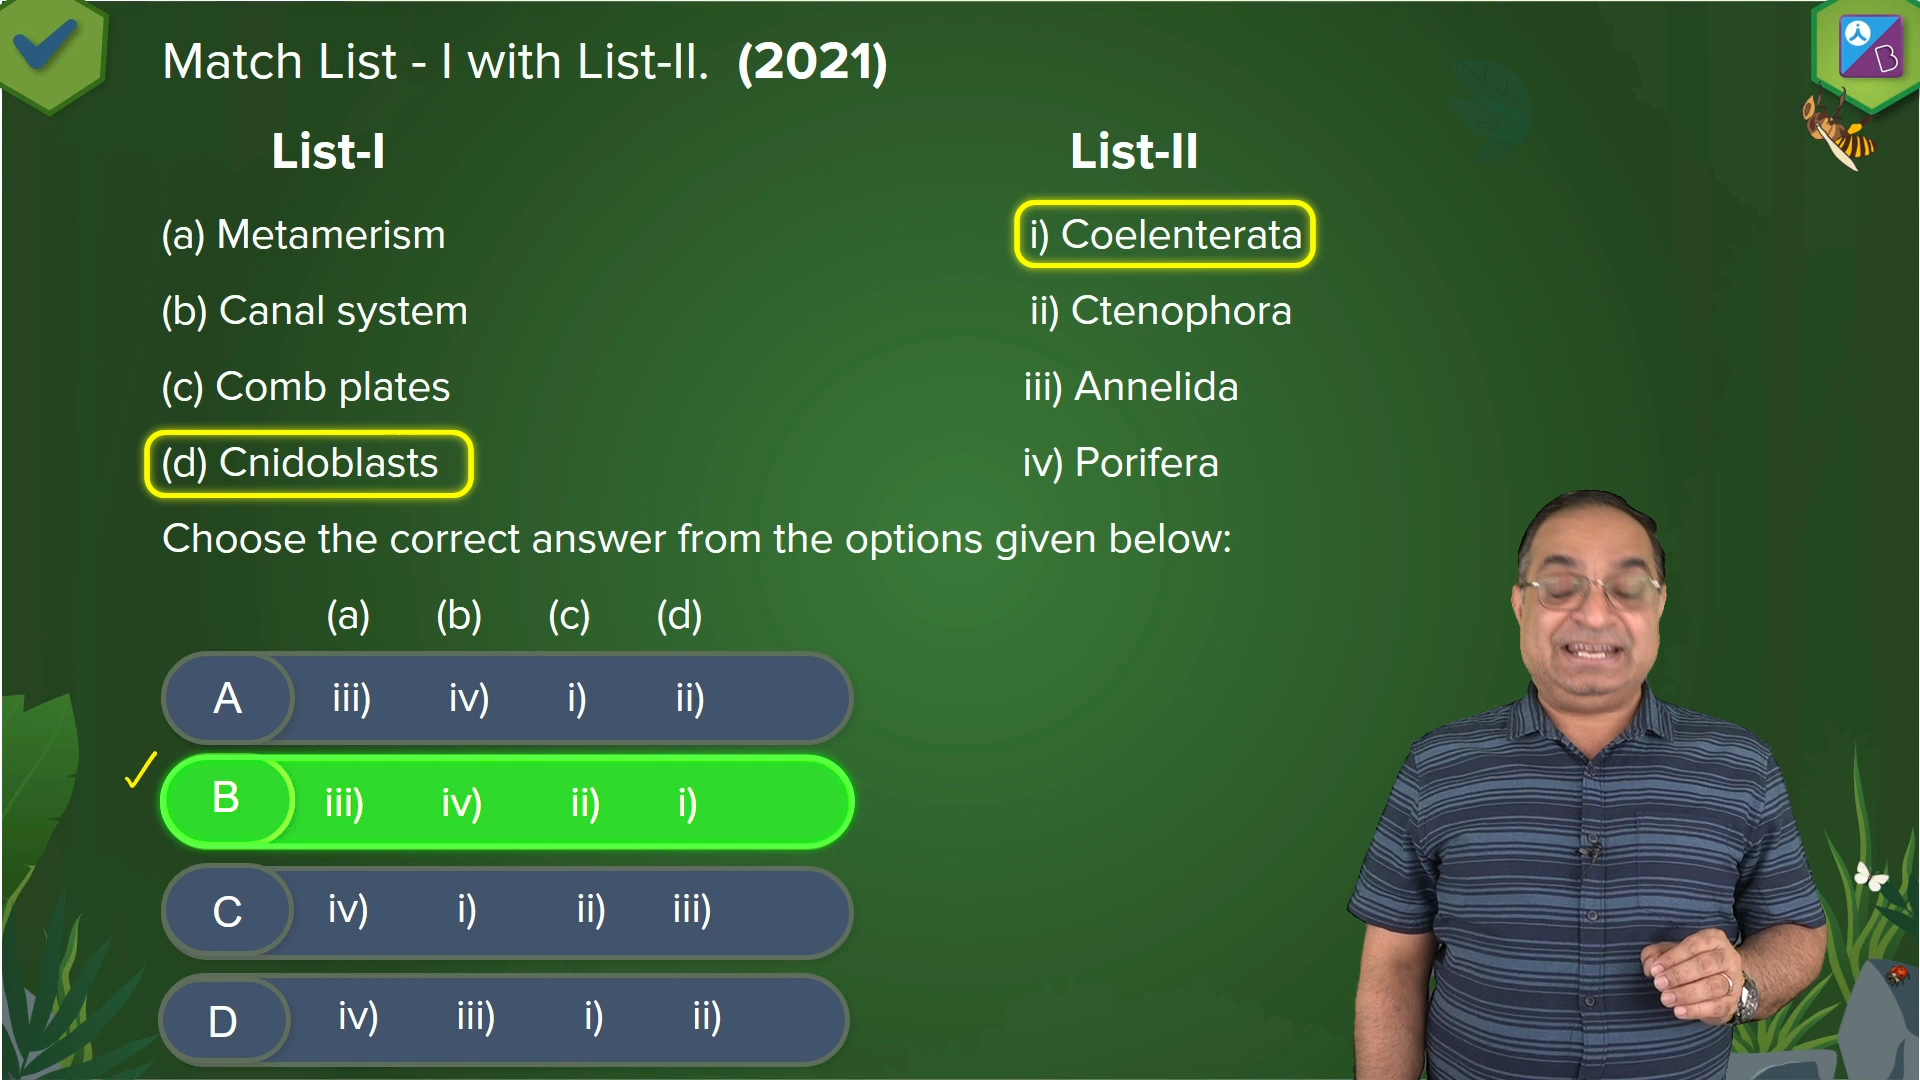 Match List - I with List-II. (2021)
List-I List-II
(a) Metamerism i) Coelenterata
(b) Canal system ii) Ctenophora
(c) Comb plates iii) Annelida
(d) Cnidoblasts iv) Porifera
Choose the correct answer from the options given below:
(a) (b) (c) (d)
A iii) iv) i) ii)
B iii) iv) ii) i)
C iv) i) ii) iii)
D iv) iii) i) ii)
B